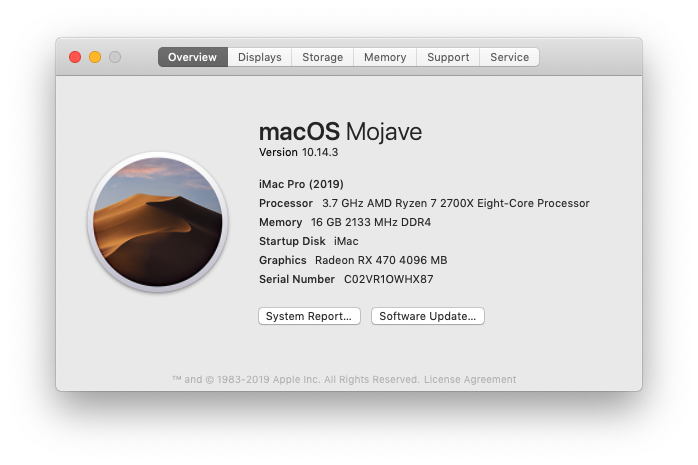 Overview Displays Storage Memory Support Service
macOS Mojave
Version 10.14.3
iMac Pro (2019)
Processor 3.7 GHz AMD Ryzen 7 2700X Eight-Core Processor
Memory 16 GB 2133 MHz DDR4
Startup Disk iMac
Graphics Radeon RX 470 4096 MB
Serial Number C02VR1OWHX87
System Report... Software Update...
™ and © 1983-2019 Apple Inc. All Rights Reserved. License Agreement